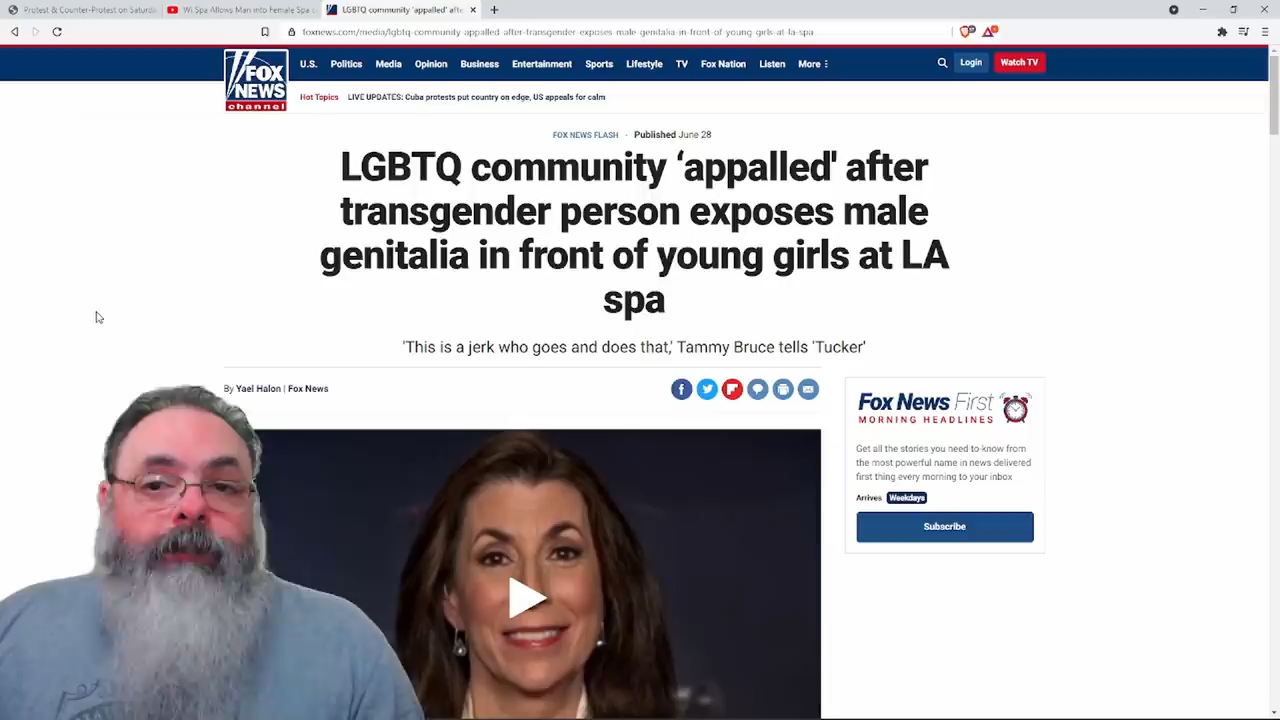 Protest & Counter-Protest on Saturda
Wi Spa Allows Man into Female Spa
LGBTQ community 'appalled' afte
foxnews.com/media/lgbtq-community-appalled-after-transgender-exposes-male-genitalia-in-front-of-young-girls-at-la-spa
FOX
NEWS
channel
U.S. Politics Media Opinion Business Entertainment Sports Lifestyle TV Fox Nation Listen More
Login
Watch TV
Hot Topics LIVE UPDATES: Cuba protests put country on edge, US appeals for calm
FOX NEWS FLASH · Published June 28
LGBTQ community ‘appalled' after
transgender person exposes male
genitalia in front of young girls at LA
spa
'This is a jerk who goes and does that,' Tammy Bruce tells 'Tucker'
By Yael Halon | Fox News
Fox News First
MORNING HEADLINES
Get all the stories you need-to-know from
the most powerful name in news delivered
first thing every morning to your inbox
Arrives Weekdays
Subscribe